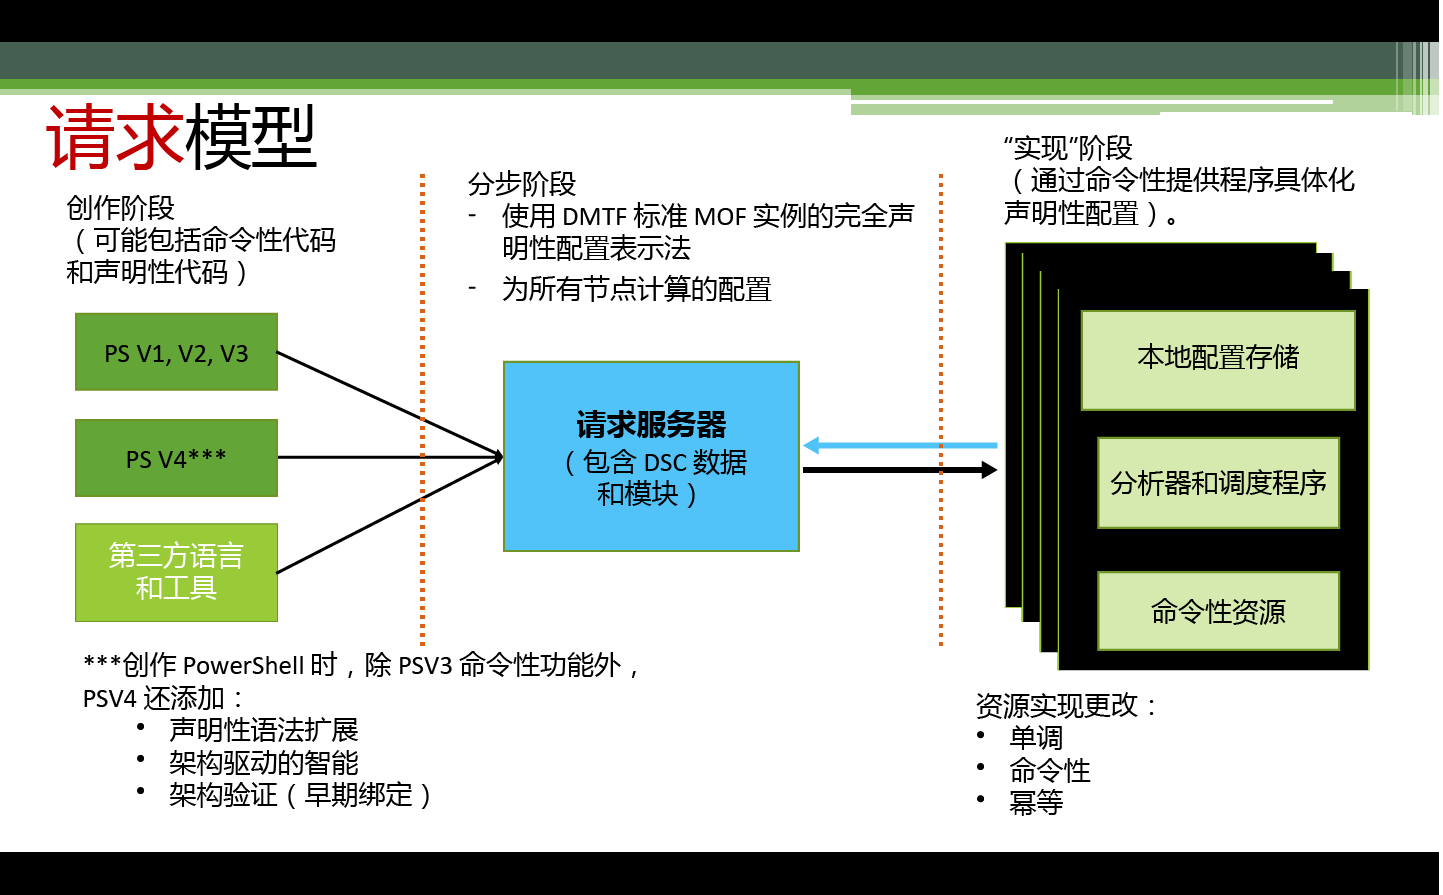 请求模型
创作阶段
（可能包括命令性代码
和声明性代码）
PS V1, V2, V3
PS V4***
第三方语言
和工具
***创作 PowerShell 时，除 PSV3 命令性功能外，
PSV4 还添加：
• 声明性语法扩展
• 架构驱动的智能
• 架构验证（早期绑定）
分步阶段
- 使用 DMTF 标准 MOF 实例的完全声
明性配置表示法
- 为所有节点计算的配置
请求服务器
（包含 DSC 数据
和模块）
“实现”阶段
（通过命令性提供程序具体化
声明性配置）。
本地配置存储
分析器和调度程序
命令性资源
资源实现更改：
• 单调
• 命令性
• 幂等